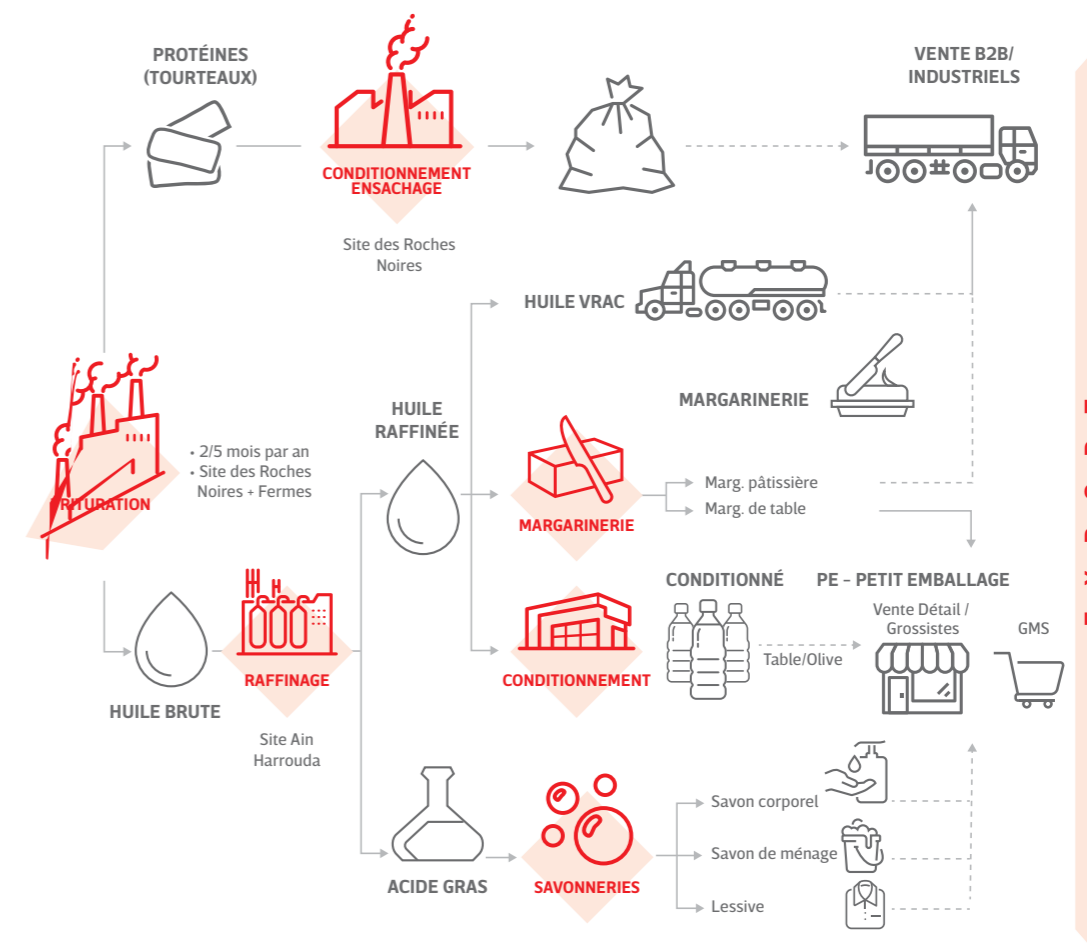 PROTÉINES
(TOURTEAUX)
VENTE B2B/
INDUSTRIELS
CONDITIONNEMENT
ENSACHAGE
Site des Roches
Noires
HUILE VRAC
MARGARINERIE
HUILE
RAFFINÉE
• 2/5 mois par an
• Site des Roches
Noires + Fermes
RITURATION
MARGARINERIE
Marg. pâtissière
Marg. de table
CONDITIONNÉ
PE – PETIT EMBALLAGE
Vente Détail /
Grossistes
GMS
Table/Olive
CONDITIONNEMENT
RAFFINAGE
HUILE BRUTE
Site Ain
Harrouda
ACIDE GRAS
SAVONNERIES
Savon corporel
Savon de ménage
Lessive